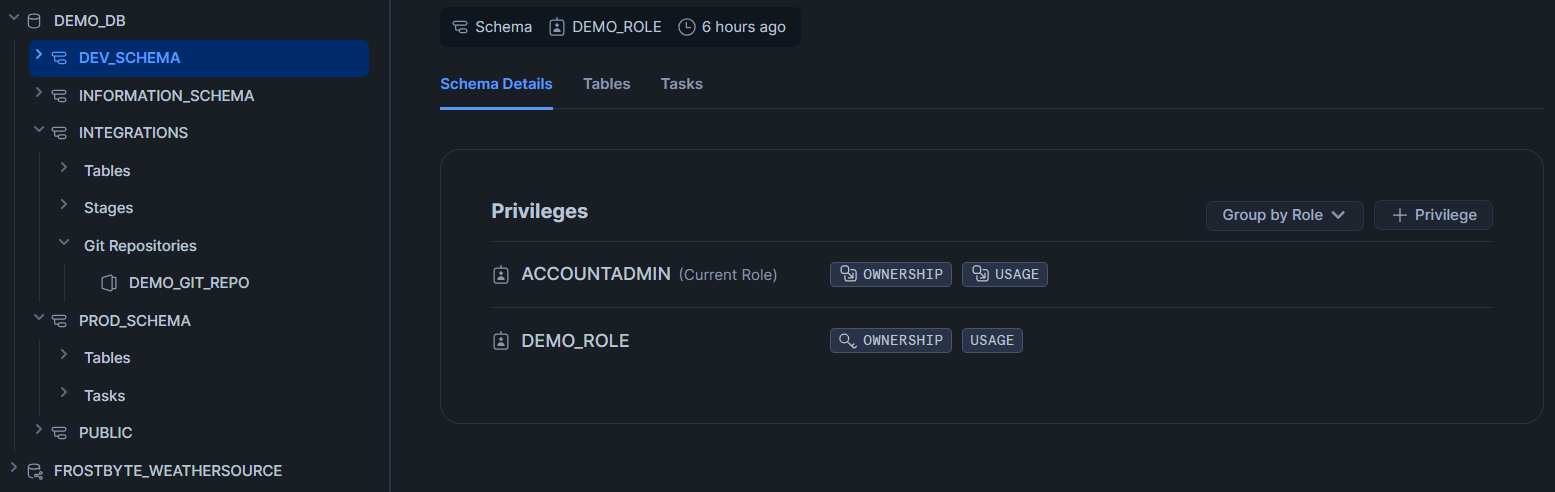 DEMO_DB
DEV_SCHEMA
INFORMATION_SCHEMA
INTEGRATIONS
Tables
Stages
Git Repositories
DEMO_GIT_REPO
PROD_SCHEMA
Tables
Tasks
PUBLIC
FROSTBYTE_WEATHERSOURCE
Schema DEMO_ROLE 6 hours ago
Schema Details Tables Tasks
Privileges Group by Role + Privilege
ACCOUNTADMIN (Current Role) OWNERSHIP USAGE
DEMO_ROLE OWNERSHIP USAGE